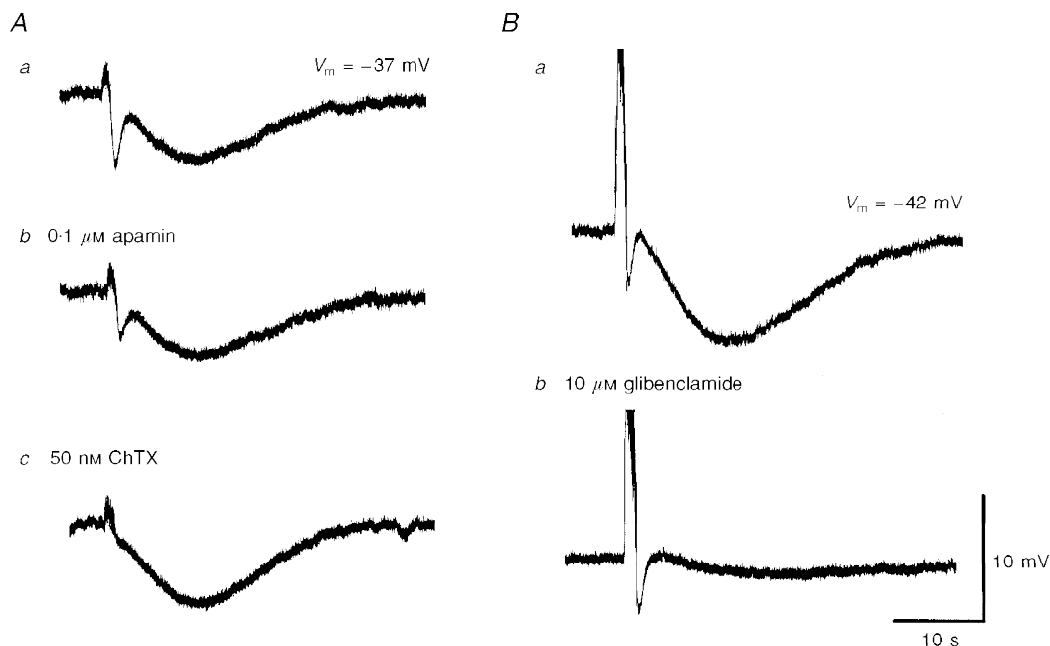 A
a
Vm = −37 mV
b 0·1 μM apamin
c 50 nM ChTX
B
a
Vm = −42 mV
b 10 μM glibenclamide
10 mV
10 s